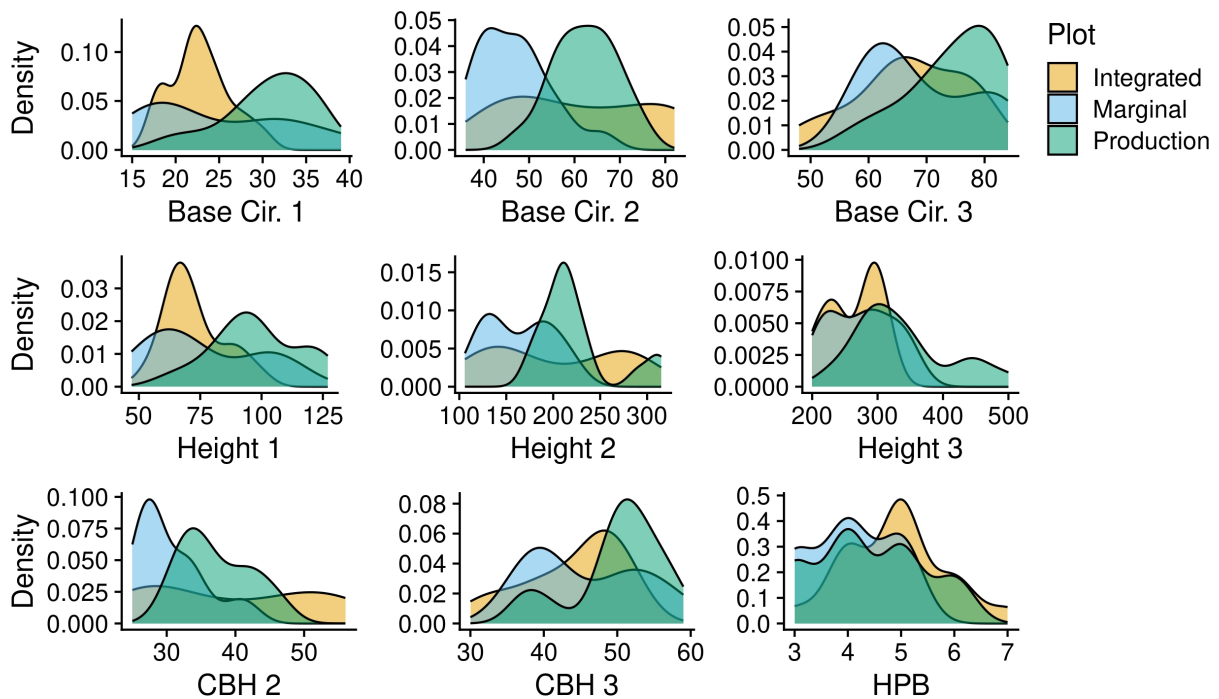 Density
0.10
0.05
0.00
15 20 25 30 35 40
Base Cir. 1
0.05
0.04
0.03
0.02
0.01
0.00
40 50 60 70 80
Base Cir. 2
0.05
0.04
0.03
0.02
0.01
0.00
50 60 70 80
Base Cir. 3
Plot
Integrated
Marginal
Production
Density
0.03
0.02
0.01
0.00
50 75 100 125
Height 1
0.015
0.010
0.005
0.000
100 150 200 250 300
Height 2
0.0100
0.0075
0.0050
0.0025
0.0000
200 300 400 500
Height 3
Density
0.100
0.075
0.050
0.025
0.000
30 40 50
CBH 2
0.08
0.06
0.04
0.02
0.00
30 40 50 60
CBH 3
0.5
0.4
0.3
0.2
0.1
0.0
3 4 5 6 7
HPB